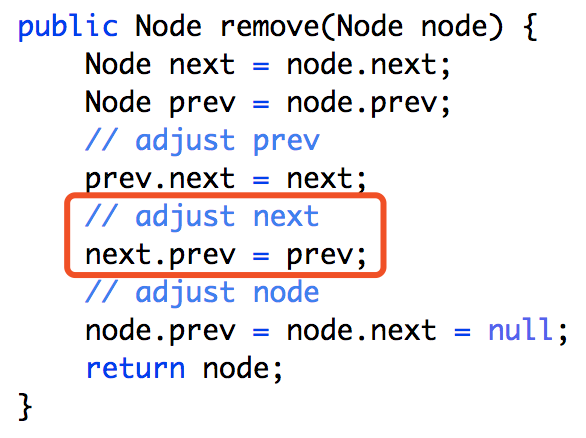 public Node remove(Node node) {
    Node next = node.next;
    Node prev = node.prev;
    // adjust prev
    prev.next = next;
    // adjust next
    next.prev = prev;
    // adjust node
    node.prev = node.next = null;
    return node;
}